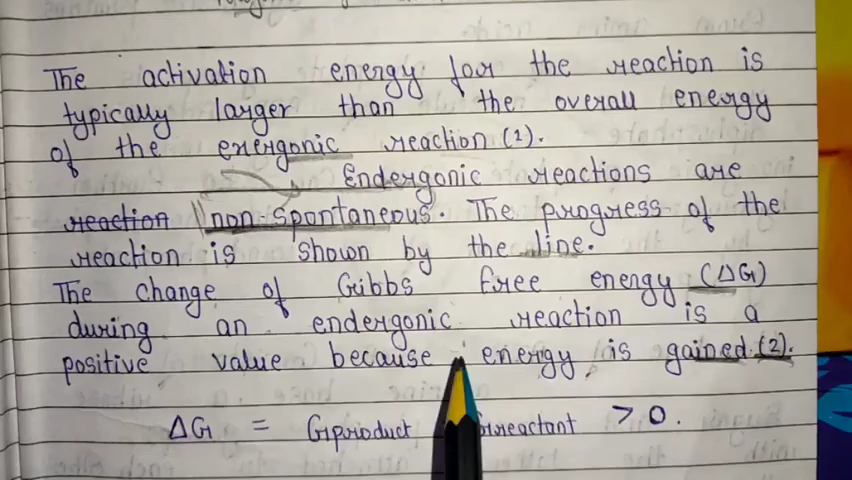 The activation energy for the reaction is
typically larger than the overall energy
of the exergonic reaction (1).
Endergonic reactions are
reaction non-spontaneous. The progress of the
reaction is shown by the line.
The change of Gibbs free energy (ΔG)
during an endergonic reaction is a
positive value because energy is gained (2).
ΔG = Gproduct Greactant > 0.